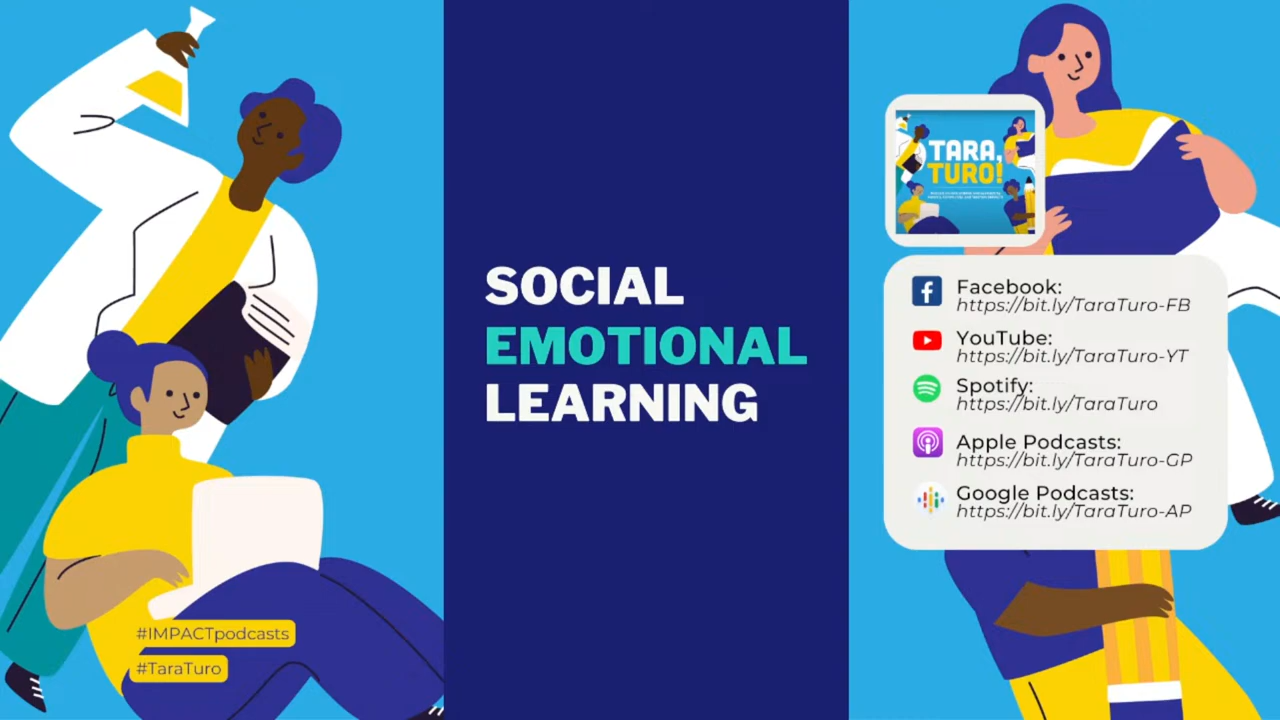 SOCIAL
EMOTIONAL
LEARNING
#IMPACTpodcasts
#TaraTuro
TARA,
TURO!
Facebook:
https://bit.ly/TaraTuro-FB
YouTube:
https://bit.ly/TaraTuro-YT
Spotify:
https://bit.ly/TaraTuro
Apple Podcasts:
https://bit.ly/TaraTuro-GP
Google Podcasts:
https://bit.ly/TaraTuro-AP